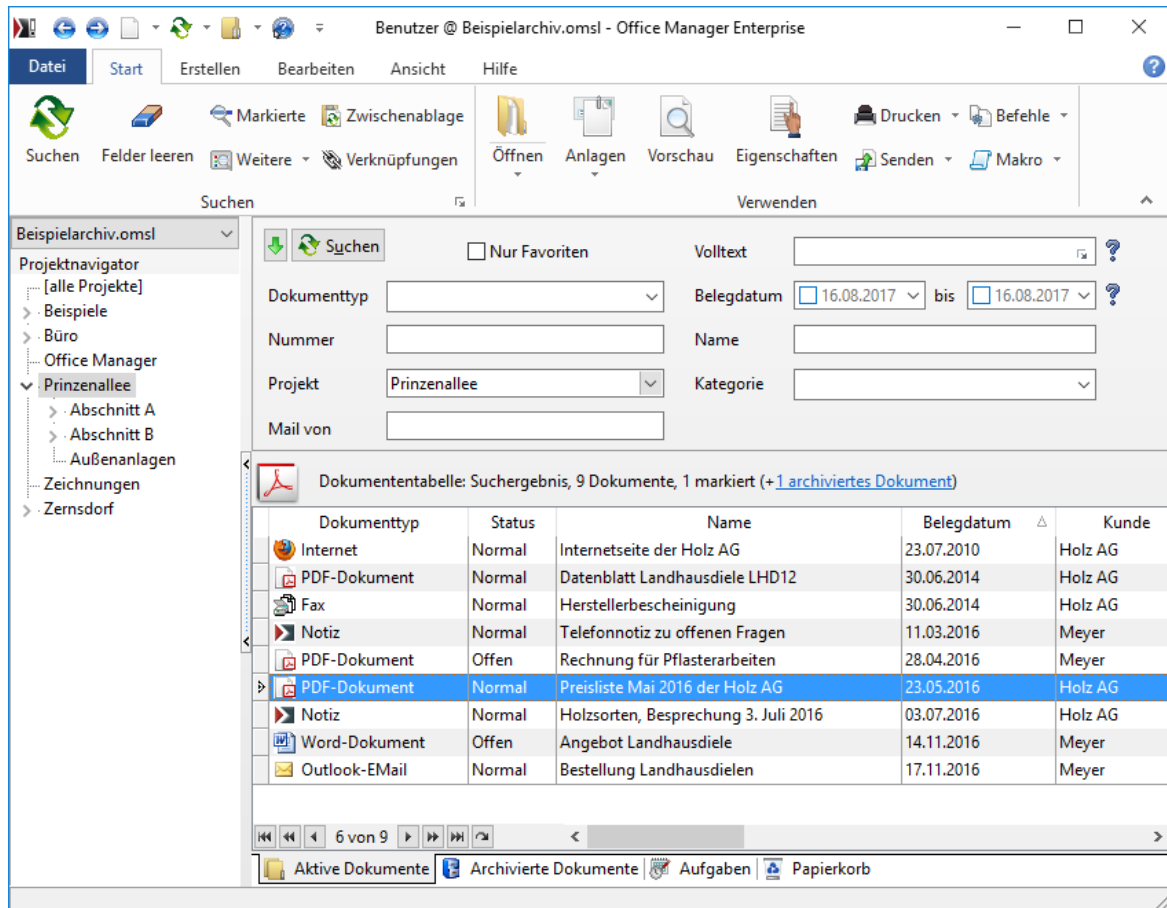 Benutzer @ Beispielarchiv.omsl - Office Manager Enterprise
Datei Start Erstellen Bearbeiten Ansicht Hilfe
Markierte Zwischenablage Drucken Befehle
Suchen Felder leeren Weitere Verknüpfungen Öffnen Anlagen Vorschau Eigenschaften Senden Makro
Suchen Verwenden
Beispielarchiv.omsl
Projektnavigator
[alle Projekte]
Beispiele
Büro
Office Manager
Prinzenallee
Abschnitt A
Abschnitt B
Außenanlagen
Zeichnungen
Zernsdorf
Suchen Nur Favoriten Volltext
Dokumenttyp Belegdatum 16.08.2017 bis 16.08.2017
Nummer Name
Projekt Prinzenallee Kategorie
Mail von
Dokumententabelle: Suchergebnis, 9 Dokumente, 1 markiert (+1 archiviertes Dokument)
Dokumenttyp Status Name Belegdatum Kunde
Internet Normal Internetseite der Holz AG 23.07.2010 Holz AG
PDF-Dokument Normal Datenblatt Landhausdiele LHD12 30.06.2014 Holz AG
Fax Normal Herstellerbescheinigung 30.06.2014 Holz AG
Notiz Normal Telefonnotiz zu offenen Fragen 11.03.2016 Meyer
PDF-Dokument Offen Rechnung für Pflasterarbeiten 28.04.2016 Meyer
PDF-Dokument Normal Preisliste Mai 2016 der Holz AG 23.05.2016 Holz AG
Notiz Normal Holzsorten, Besprechung 3. Juli 2016 03.07.2016 Holz AG
Word-Dokument Offen Angebot Landhausdiele 14.11.2016 Meyer
Outlook-EMail Normal Bestellung Landhausdielen 17.11.2016 Meyer
6 von 9
Aktive Dokumente Archivierte Dokumente Aufgaben Papierkorb